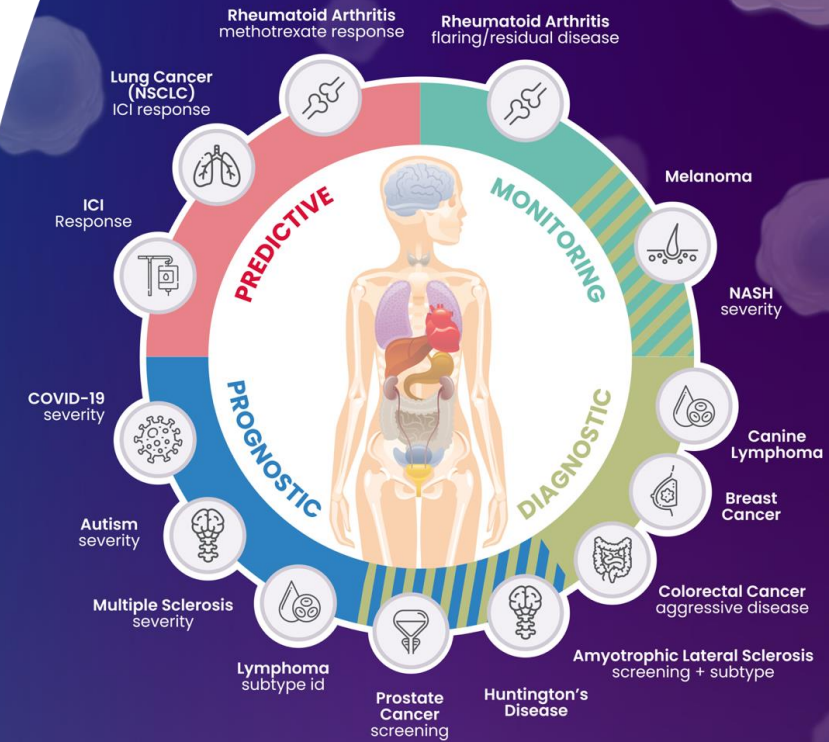 Rheumatoid Arthritis
methotrexate response
Rheumatoid Arthritis
flaring/residual disease
Lung Cancer
(NSCLC)
ICI response
ICI
Response
Melanoma
NASH
severity
PREDICTIVE
MONITORING
PROGNOSTIC
DIAGNOSTIC
COVID-19
severity
Canine
Lymphoma
Breast
Cancer
Autism
severity
Colorectal Cancer
aggressive disease
Multiple Sclerosis
severity
Amyotrophic Lateral Sclerosis
screening + subtype
Lymphoma
subtype id
Prostate
Cancer
screening
Huntington's
Disease